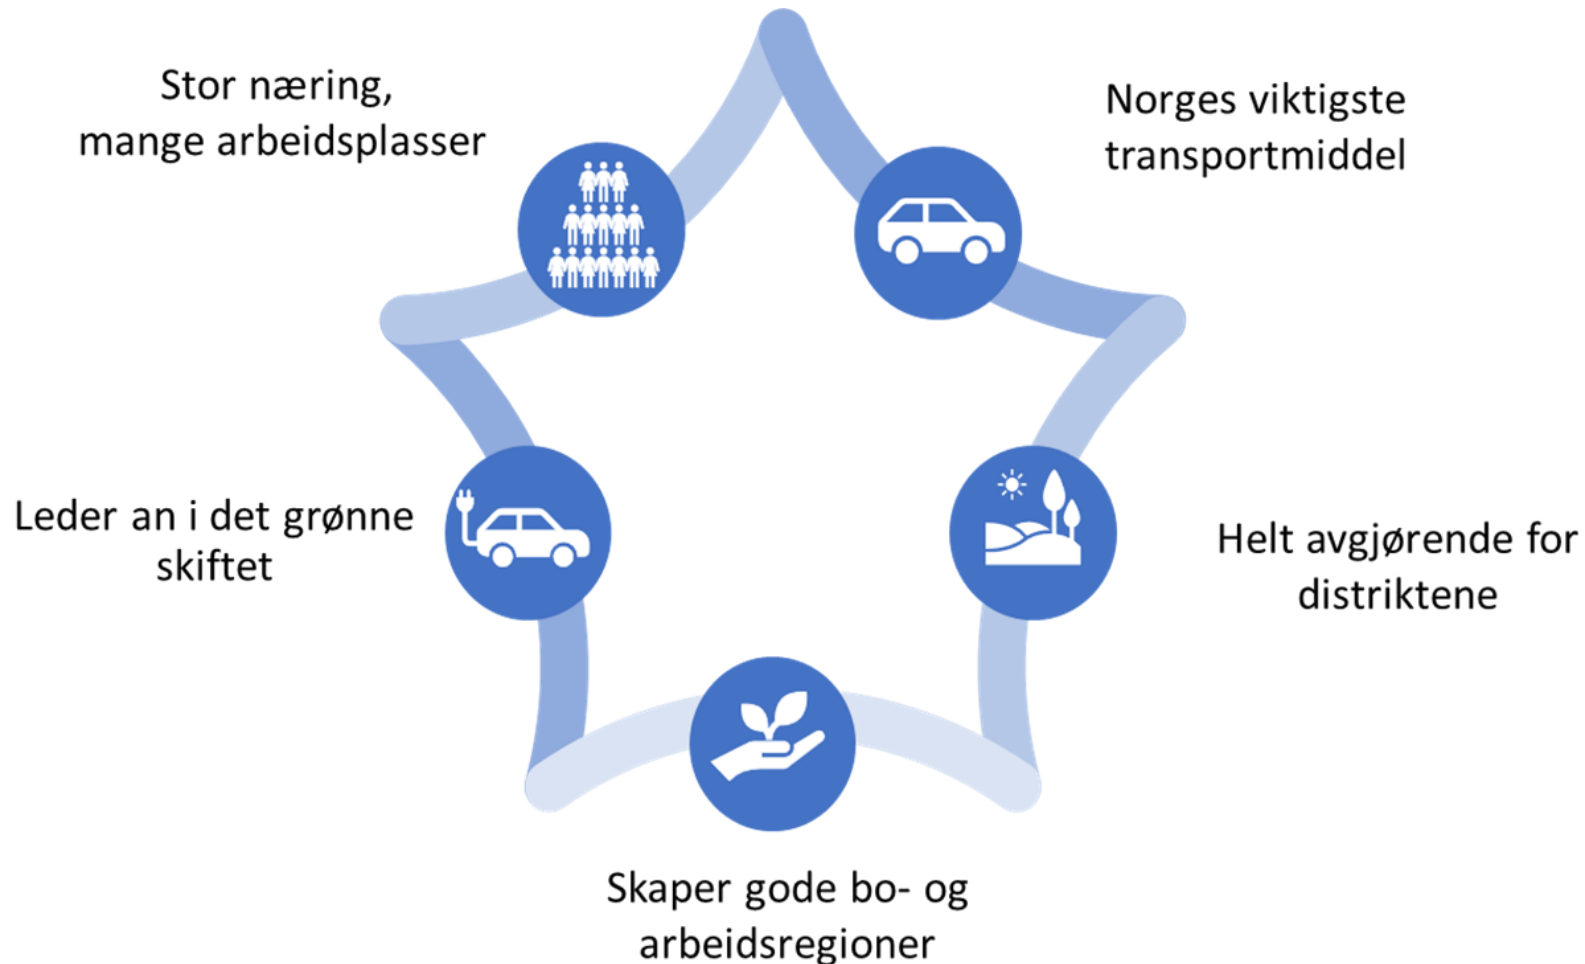 Stor næring,
mange arbeidsplasser
Norges viktigste
transportmiddel
Leder an i det grønne
skiftet
Helt avgjørende for
distriktene
Skaper gode bo- og
arbeidsregioner